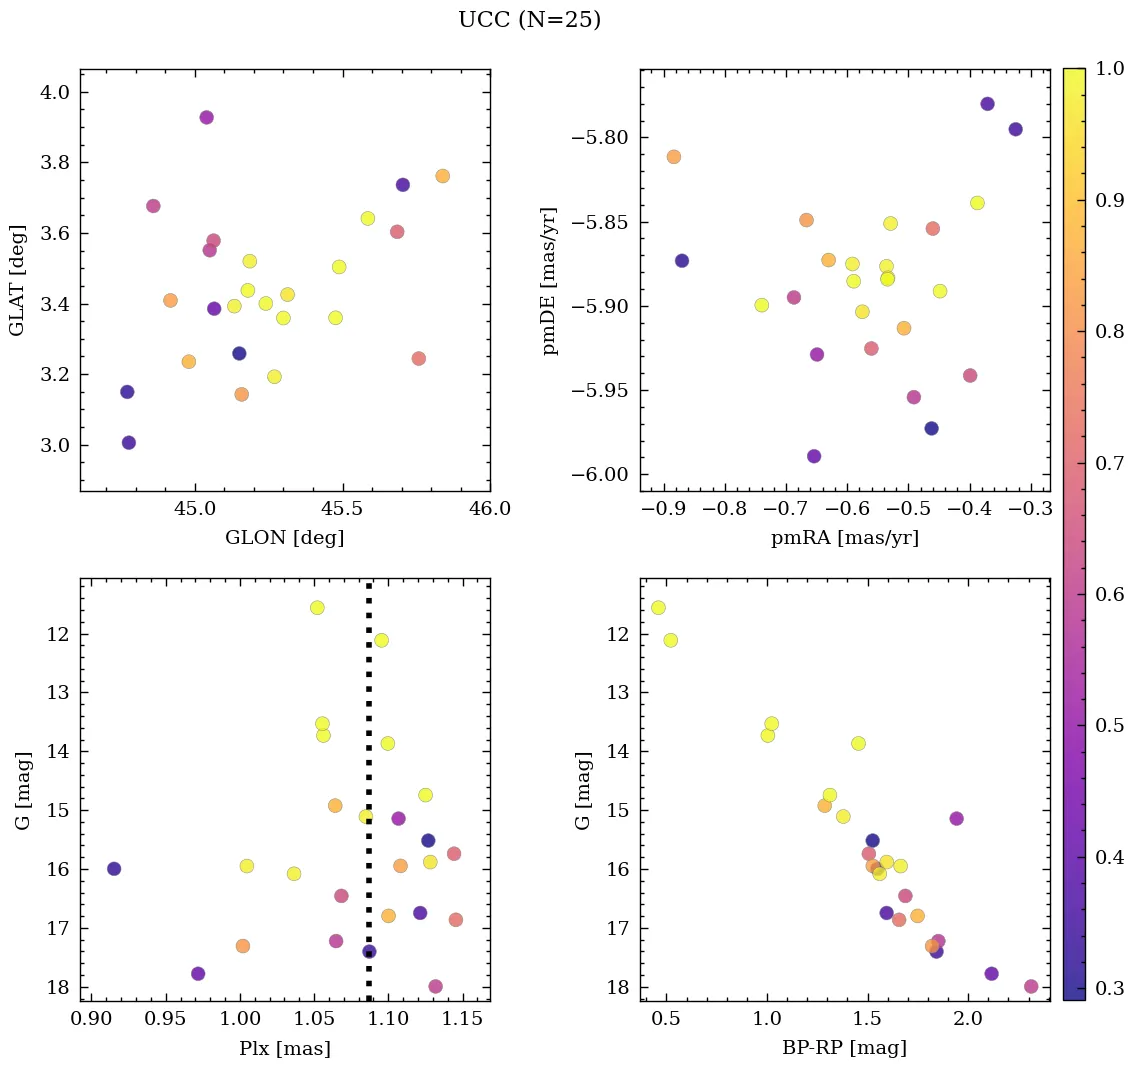 UCC (N=25)
4.0
3.8
3.6
3.4
3.2
3.0
GLAT [deg]
45.0 45.5 46.0
GLON [deg]
−5.80
−5.85
−5.90
−5.95
−6.00
pmDE [mas/yr]
−0.9 −0.8 −0.7 −0.6 −0.5 −0.4 −0.3
pmRA [mas/yr]
1.0
0.9
0.8
0.7
0.6
0.5
0.4
0.3
12
13
14
15
16
17
18
G [mag]
0.90 0.95 1.00 1.05 1.10 1.15
Plx [mas]
12
13
14
15
16
17
18
G [mag]
0.5 1.0 1.5 2.0
BP-RP [mag]